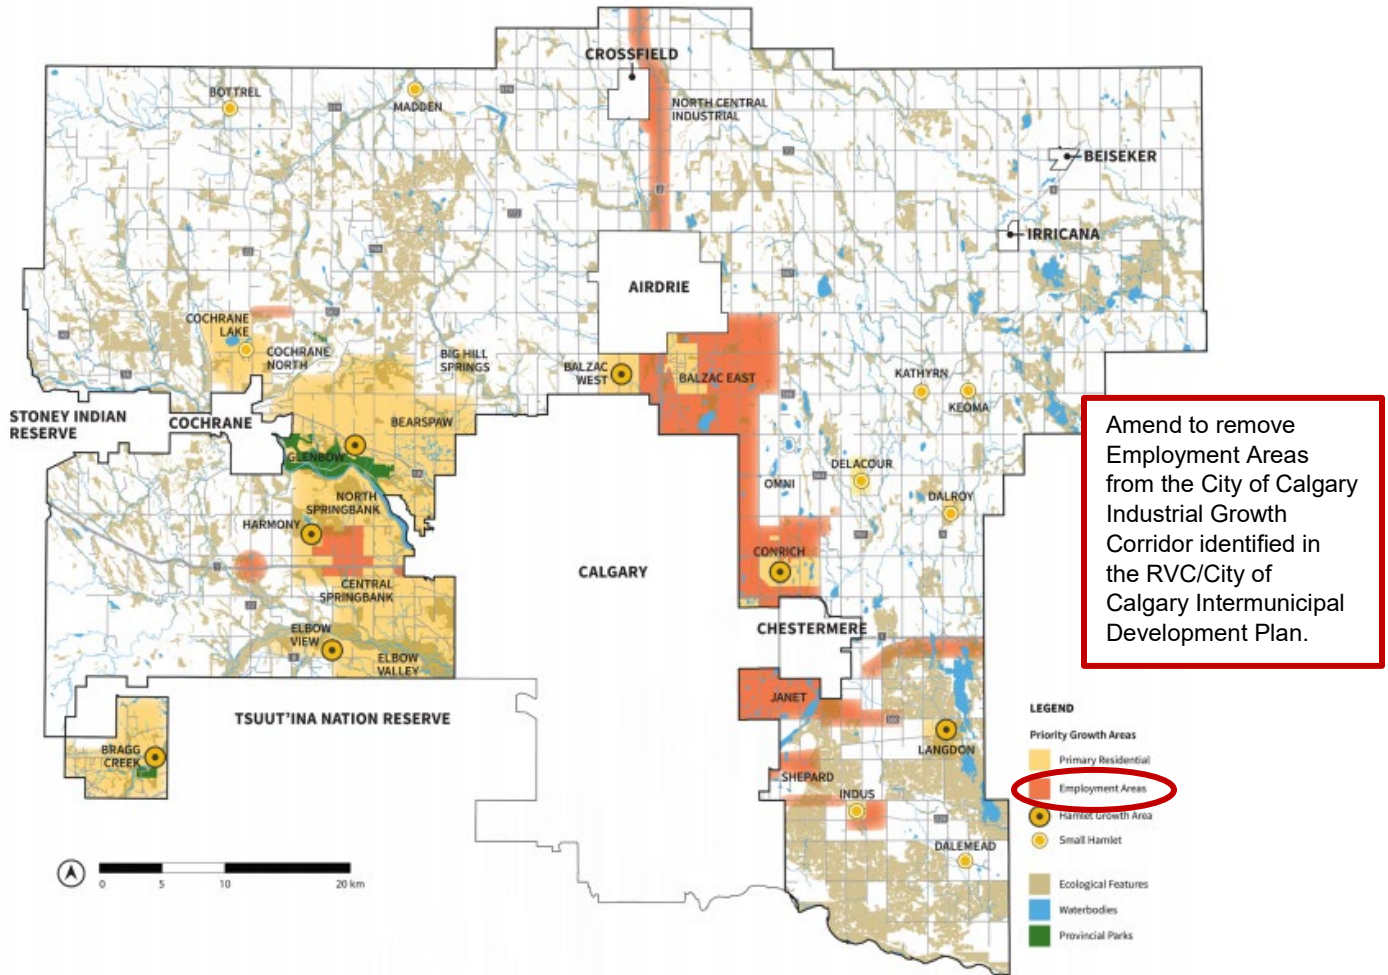 CROSSFIELD
BOTTREL
MADDEN
NORTH CENTRAL
INDUSTRIAL
BEISEKER
IRRICANA
AIRDRIE
COCHRANE
LAKE
COCHRANE
NORTH
BIG HILL
SPRINGS
BALZAC
WEST
BALZAC EAST
KATHYRN
KEOMA
STONEY INDIAN
RESERVE
COCHRANE
BEARSPAW
GLENBOW
DELACOUR
OMNI
DALROY
NORTH
SPRINGBANK
HARMONY
CONRICH
CALGARY
CENTRAL
SPRINGBANK
CHESTERMERE
ELBOW
VIEW
ELBOW
VALLEY
JANET
TSUUT'INA NATION RESERVE
BRAGG
CREEK
LANGDON
SHEPARD
INDUS
DALEMEAD
0 5 10 20 km
Amend to remove
Employment Areas
from the City of Calgary
Industrial Growth
Corridor identified in
the RVC/City of
Calgary Intermunicipal
Development Plan.
LEGEND
Priority Growth Areas
Primary Residential
Employment Areas
Hamlet Growth Area
Small Hamlet
Ecological Features
Waterbodies
Provincial Parks